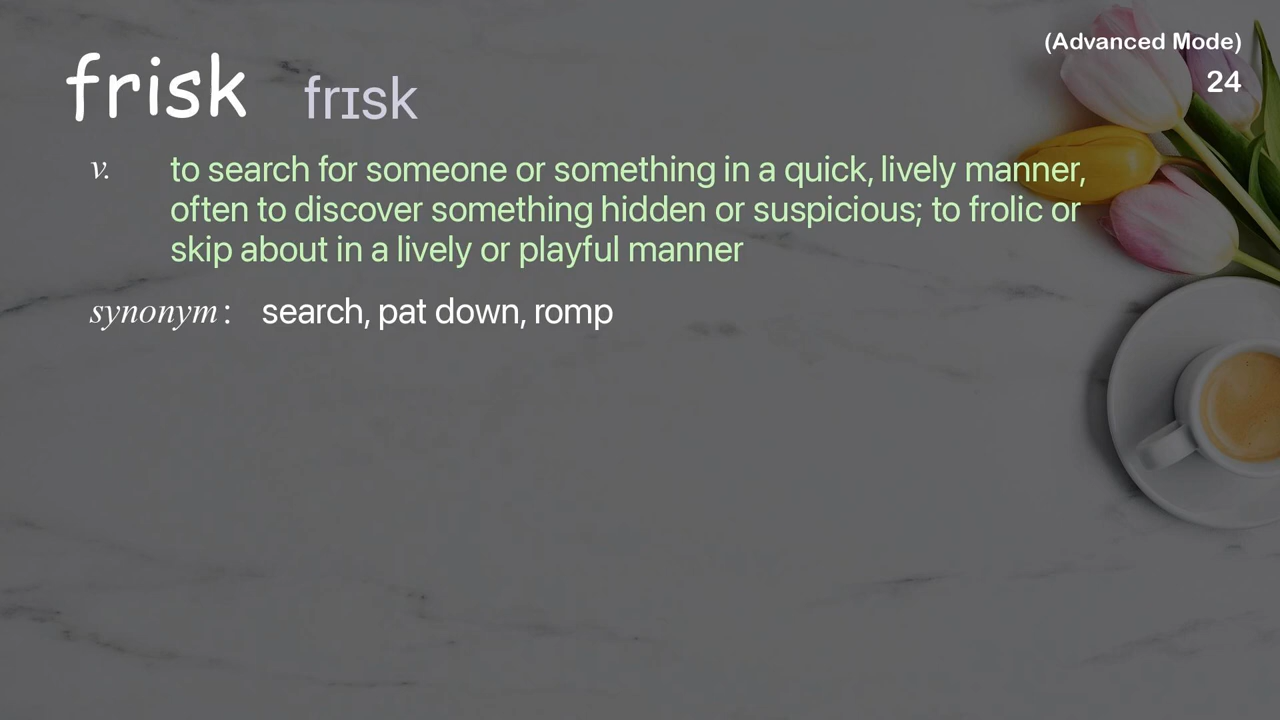 (Advanced Mode)
24
frisk frɪsk
v. to search for someone or something in a quick, lively manner,
often to discover something hidden or suspicious; to frolic or
skip about in a lively or playful manner
synonym: search, pat down, romp